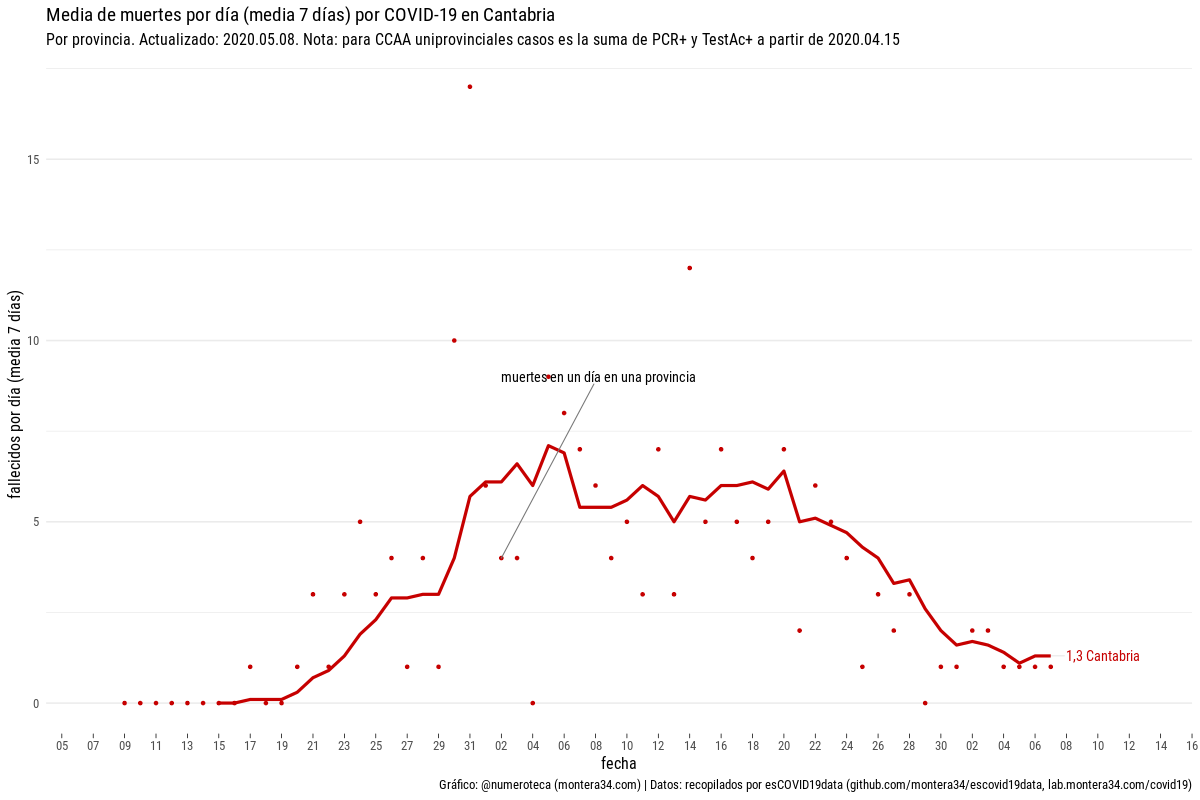 Media de muertes por día (media 7 días) por COVID-19 en Cantabria
Por provincia. Actualizado: 2020.05.08. Nota: para CCAA uniprovinciales casos es la suma de PCR+ y TestAc+ a partir de 2020.04.15
fallecidos por día (media 7 días)
15
10
5
0
muertes en un día en una provincia
1,3 Cantabria
05 07 09 11 13 15 17 19 21 23 25 27 29 31 02 04 06 08 10 12 14 16 18 20 22 24 26 28 30 02 04 06 08 10 12 14 16
fecha
Gráfico: @numeroteca (montera34.com) | Datos: recopilados por esCOVID19data (github.com/montera34/escovid19data, lab.montera34.com/covid19)